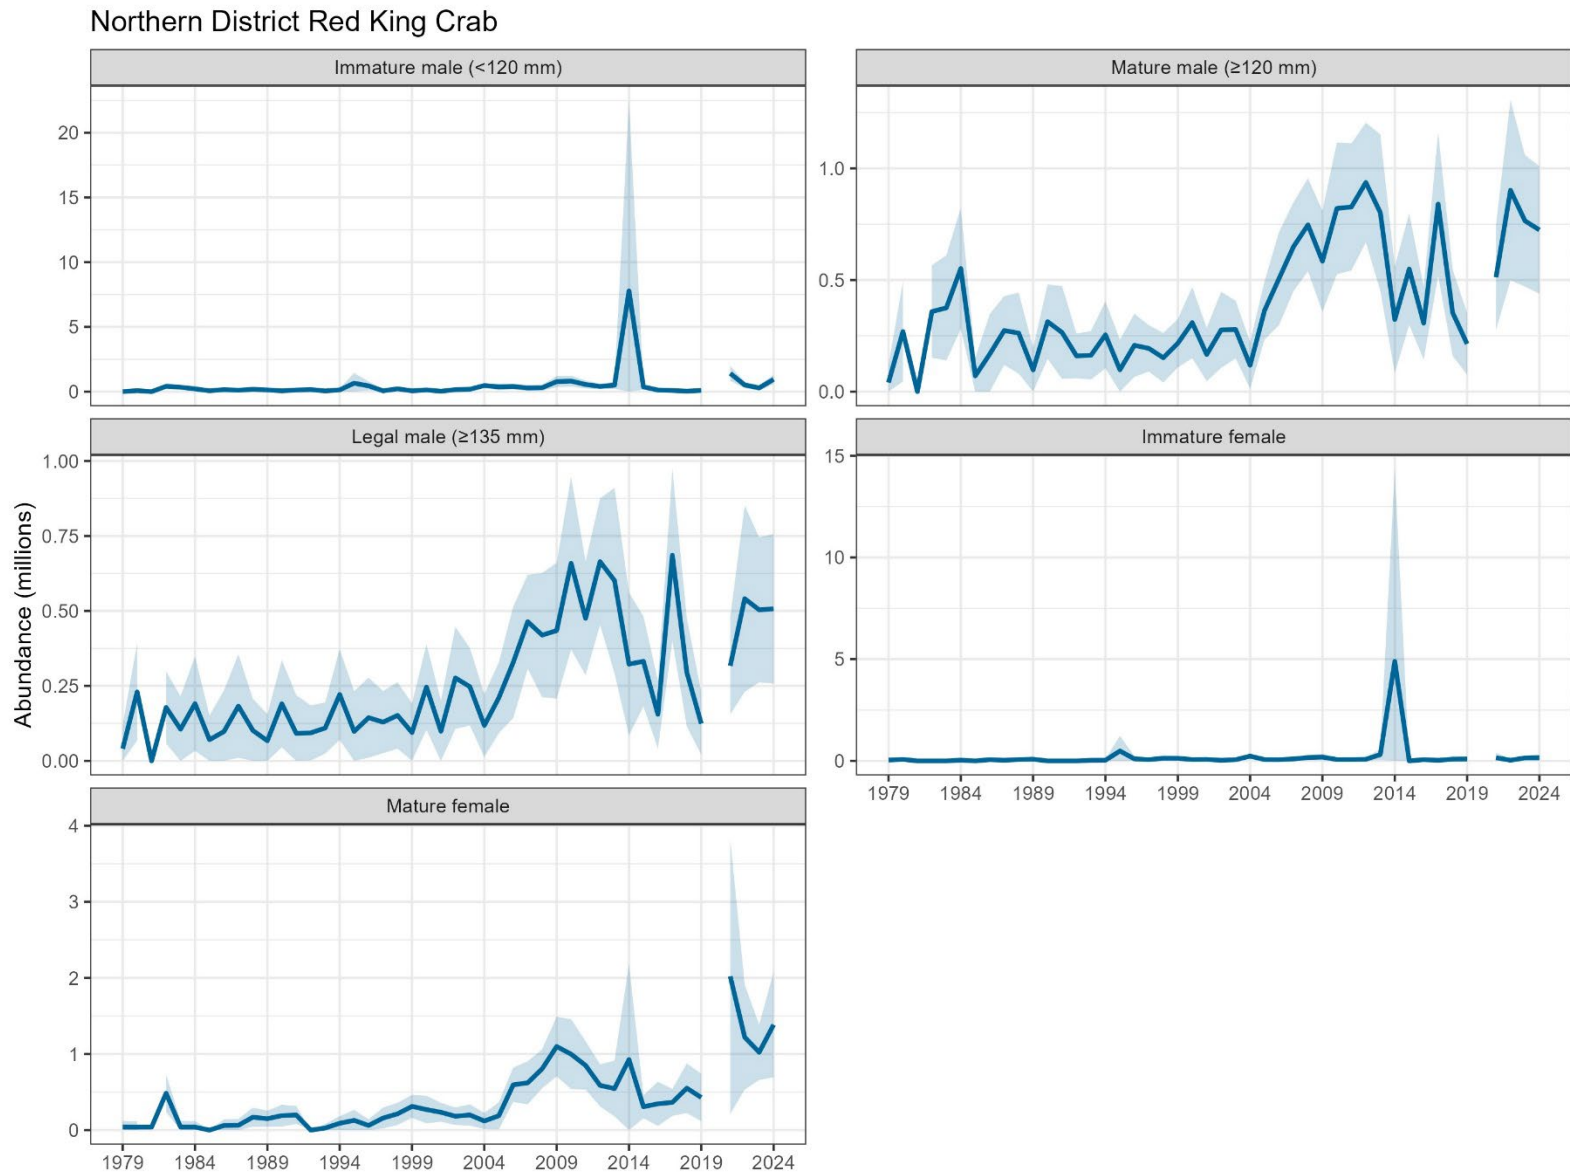 Northern District Red King Crab
Immature male (<120 mm)
Mature male (≥120 mm)
20
15
10
5
0
1.0
0.5
0.0
Legal male (≥135 mm)
Immature female
Abundance (millions)
1.00
0.75
0.50
0.25
0.00
15
10
5
0
1979 1984 1989 1994 1999 2004 2009 2014 2019 2024
Mature female
4
3
2
1
0
1979 1984 1989 1994 1999 2004 2009 2014 2019 2024